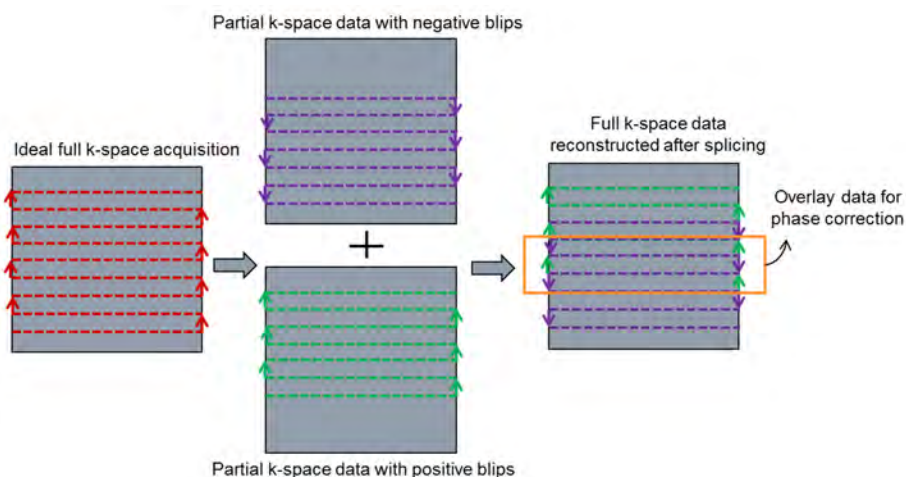 Partial k-space data with negative blips
Ideal full k-space acquisition
Full k-space data
reconstructed after splicing
Overlay data for
phase correction
Partial k-space data with positive blips